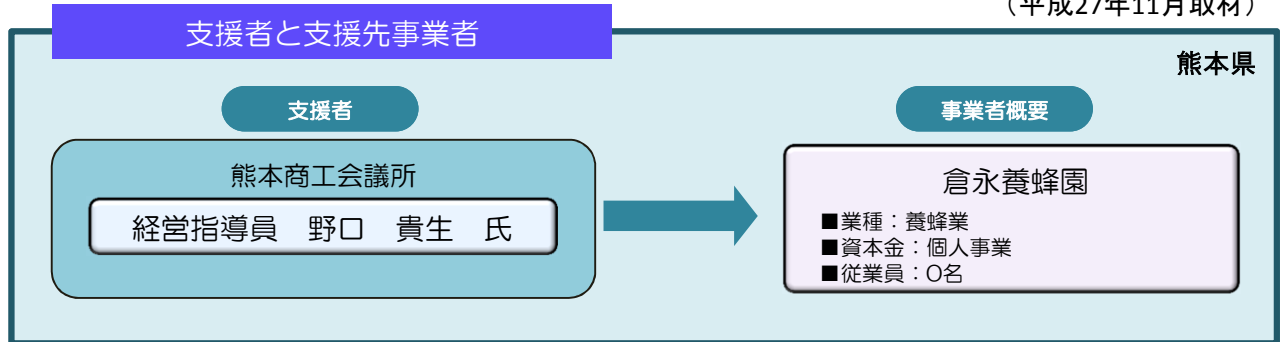 （平成27年11月取材）
支援者と支援先事業者
熊本県
支援者
熊本商工会議所
経営指導員　野口　貴生　氏
事業者概要
倉永養蜂園
■業種：養蜂業
■資本金：個人事業
■従業員：0名